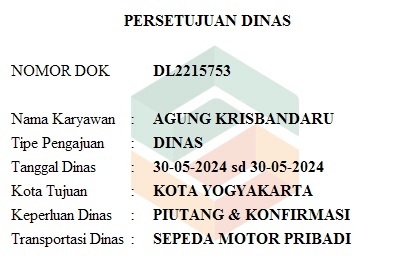 PERSETUJUAN DINAS
NOMOR DOK DL2215753
Nama Karyawan : AGUNG KRISBANDARU
Tipe Pengajuan : DINAS
Tanggal Dinas : 30-05-2024 sd 30-05-2024
Kota Tujuan : KOTA YOGYAKARTA
Keperluan Dinas : PIUTANG & KONFIRMASI
Transportasi Dinas : SEPEDA MOTOR PRIBADI